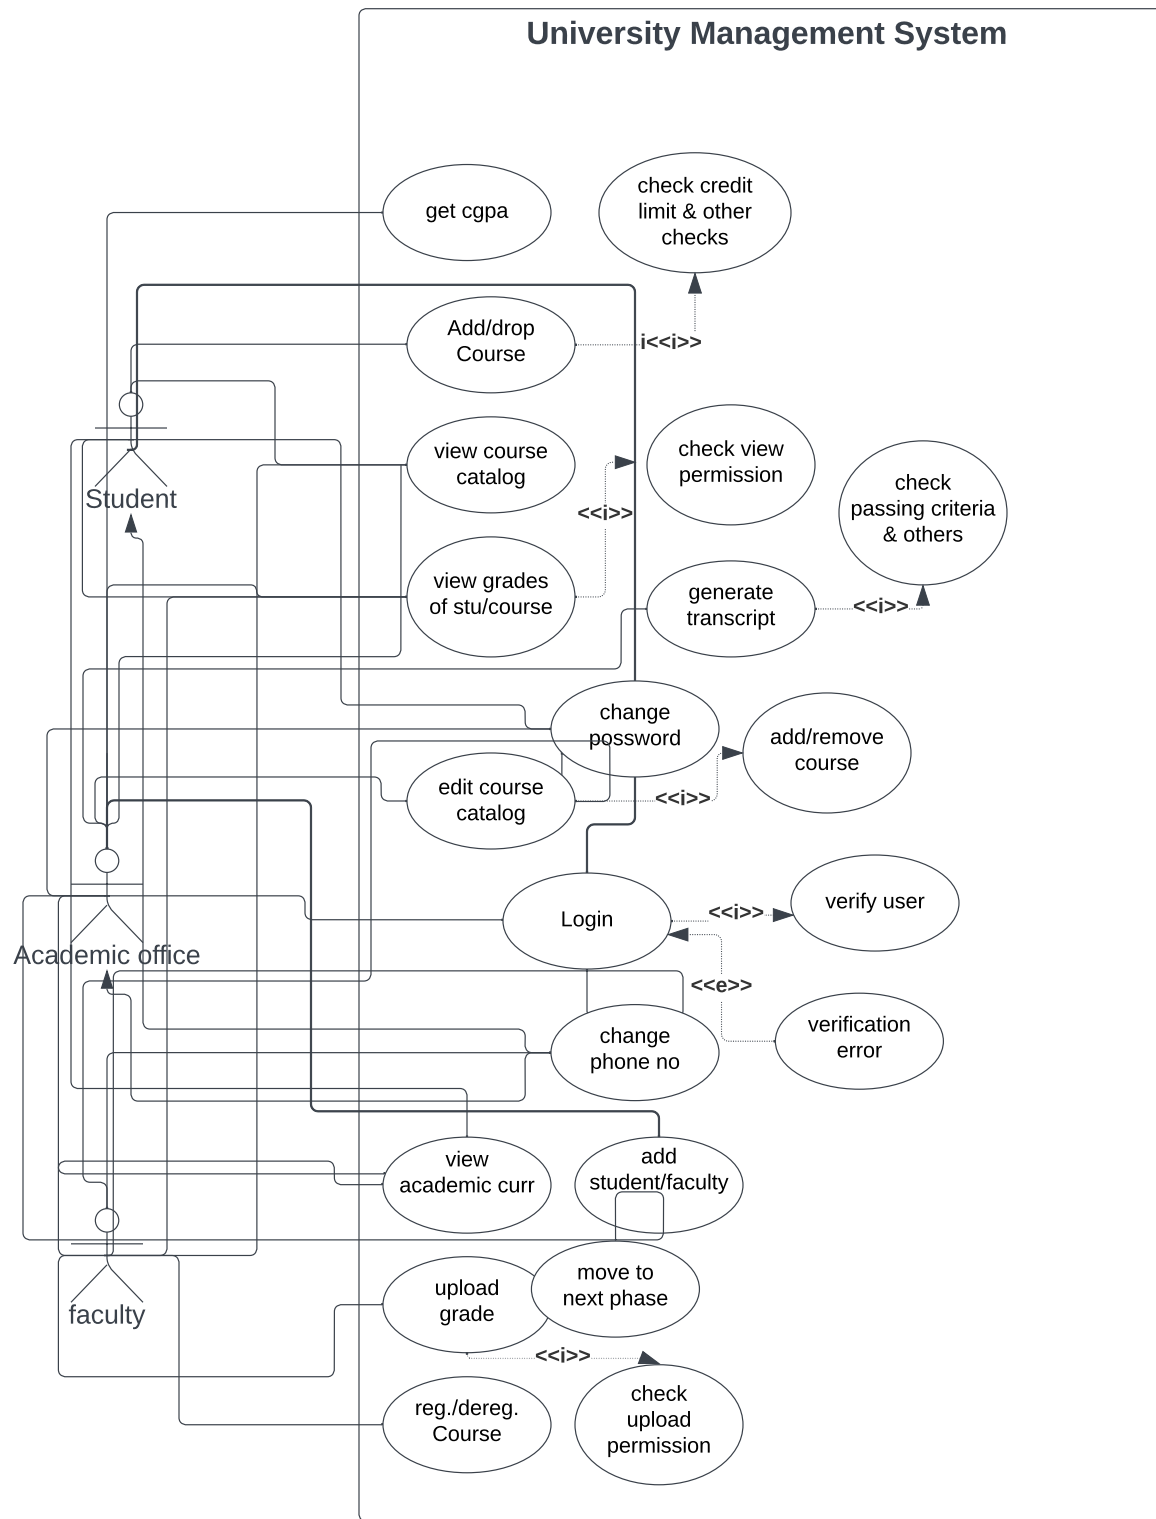 University Management System
check credit
limit & other
checks
get cgpa
Add/drop
Course
i<<i>>
view course
catalog
check view
permission
check
passing criteria
& others
Student
<<i>>
view grades
of stu/course
generate
transcript
<<i>>
change
possword
add/remove
course
edit course
catalog
<<i>>
Login
<<i>>
verify user
Academic office
<<e>>
change
phone no
verification
error
view
academic curr
add
student/faculty
faculty
upload
grade
move to
next phase
<<i>>
reg./dereg.
Course
check
upload
permission